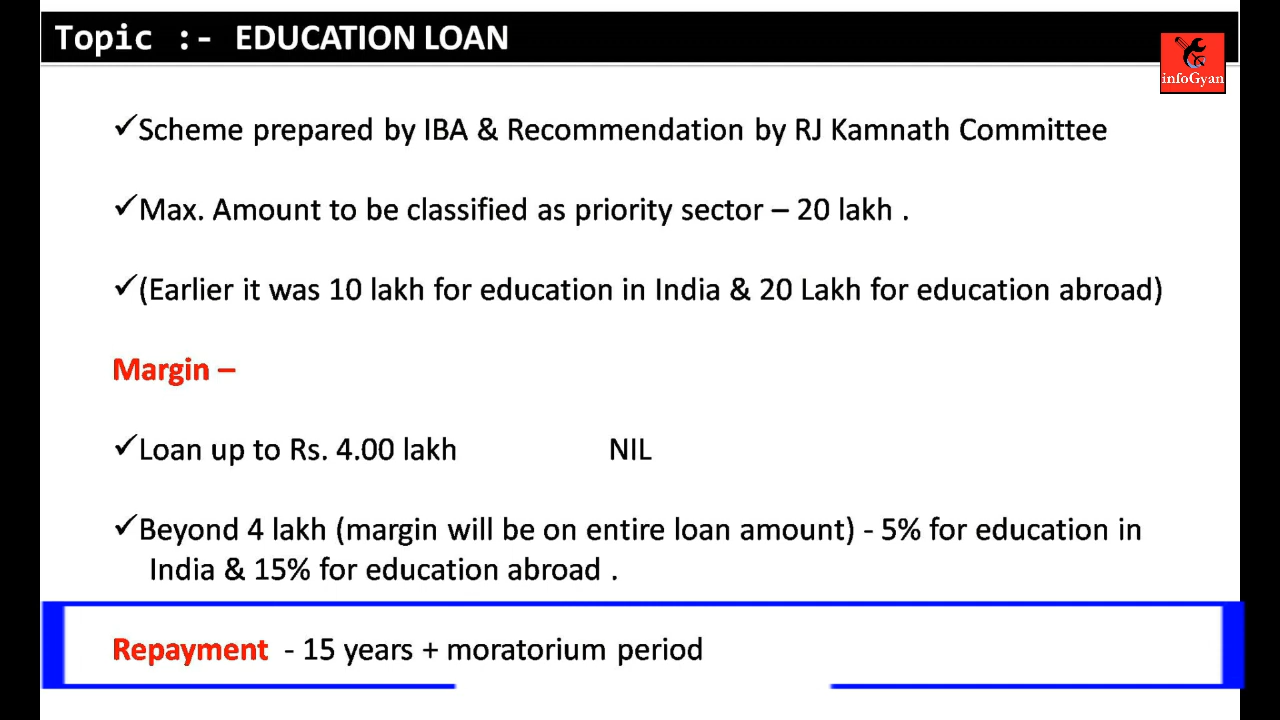 Topic :- EDUCATION LOAN
infoGyan
✓Scheme prepared by IBA & Recommendation by RJ Kamnath Committee
✓Max. Amount to be classified as priority sector – 20 lakh .
✓(Earlier it was 10 lakh for education in India & 20 Lakh for education abroad)
Margin –
✓Loan up to Rs. 4.00 lakh NIL
✓Beyond 4 lakh (margin will be on entire loan amount) - 5% for education in
India & 15% for education abroad .
Repayment - 15 years + moratorium period